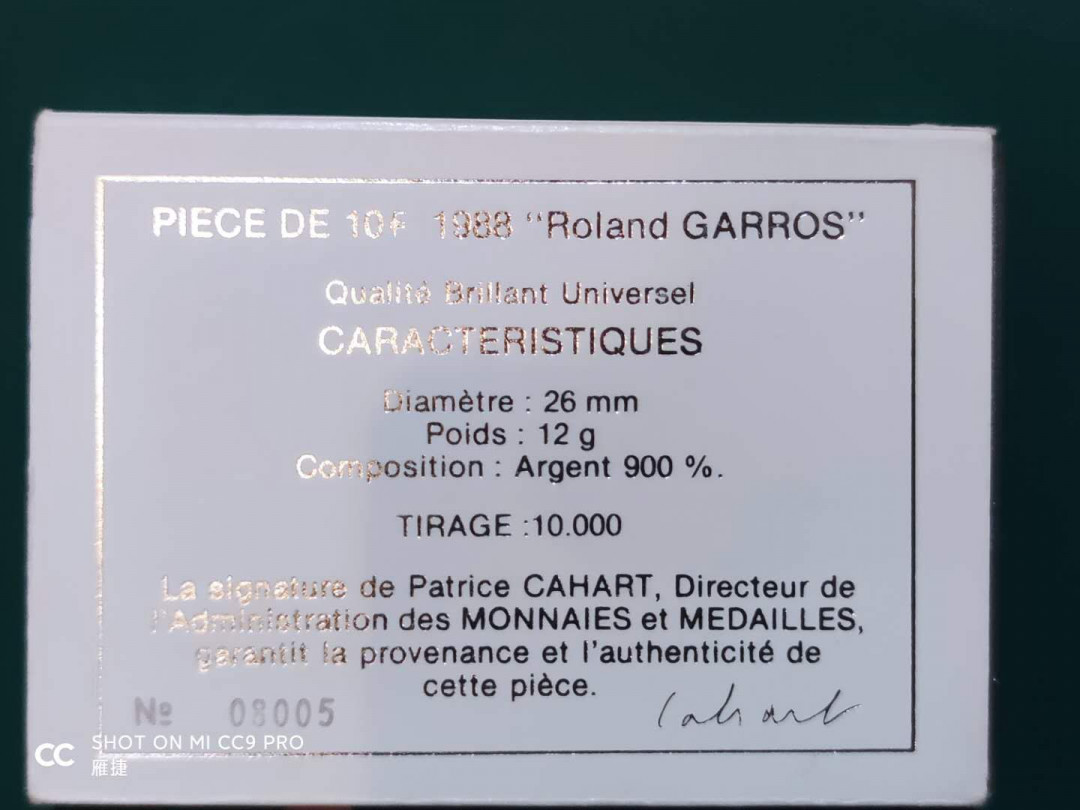 PIECE DE 10F 1988 "Roland GARROS"
Qualité Brillant Universel
CARACTERISTIQUES
Diamètre : 26 mm
Poids : 12 g
Composition : Argent 900 %.
TIRAGE :10.000
La signature de Patrice CAHART, Directeur de
l'Administration des MONNAIES et MEDAILLES,
garantit la provenance et l'authenticité de
cette pièce.
Cahart
Nº 08005
CC SHOT ON MI CC9 PRO
雁捷